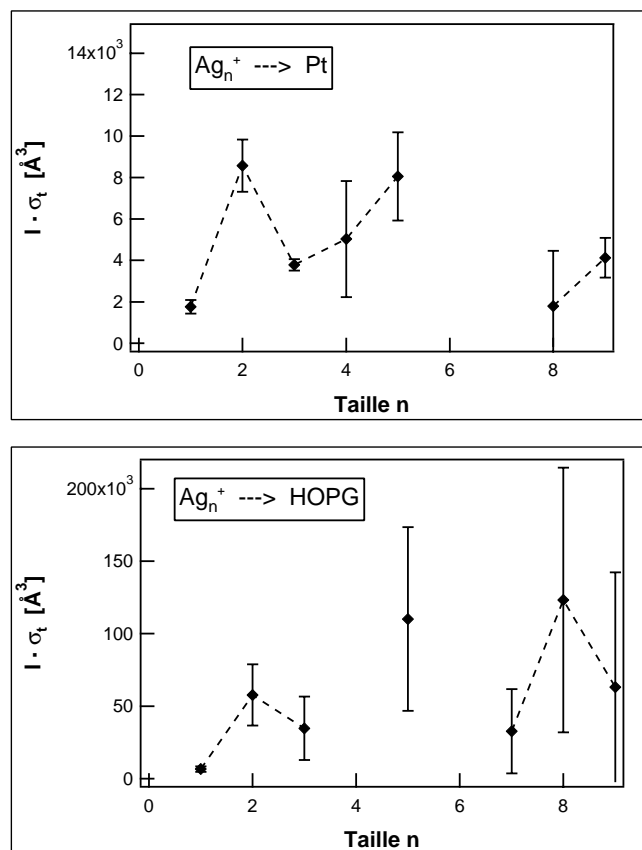 14x10³
12
10
8
6
4
2
0
I · σt [Å³]
Agn⁺ ---> Pt
0 2 4 6 8
Taille n
200x10³
150
100
50
0
I · σt [Å³]
Agn⁺ ---> HOPG
0 2 4 6 8
Taille n